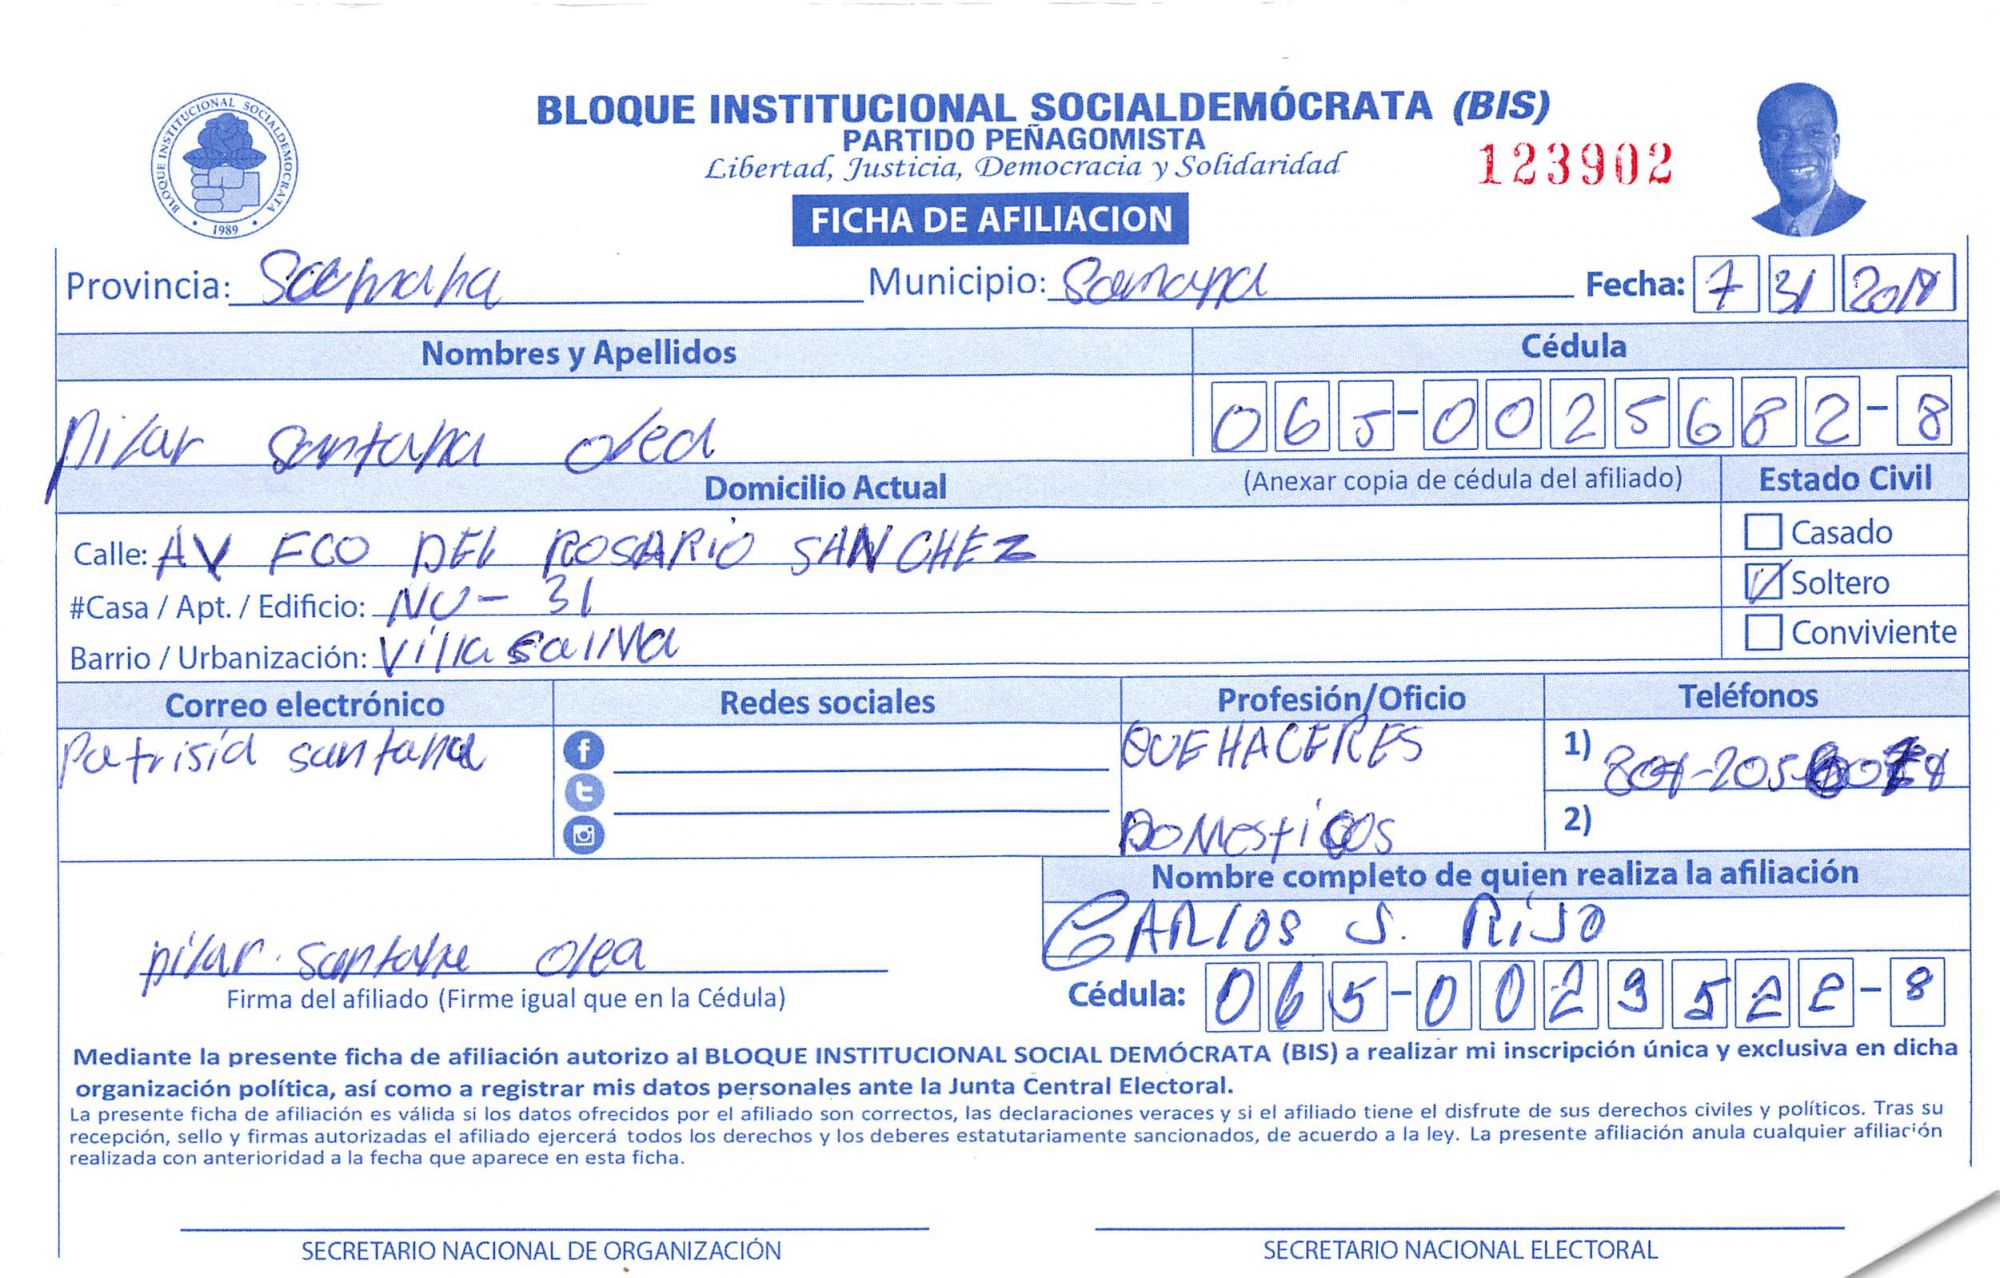 BLOQUE INSTITUCIONAL SOCIALDEMÓCRATA (BIS)
PARTIDO PEÑAGOMISTA
Libertad, Justicia, Democracia y Solidaridad
123902
BLOQUE INSTITUCIONAL SOCIALDEMOCRATA
1989
FICHA DE AFILIACION
Provincia: Samana Municipio: Samana Fecha: 7 31
Nombres y Apellidos Cédula
Pilar santana olea 065-0025682-8
Domicilio Actual (Anexar copia de cédula del afiliado) Estado Civil
Calle: AV FCO DEL ROSARIO SANCHEZ Casado
#Casa / Apt. / Edificio: NU- 31 Soltero
Barrio / Urbanización: Villa salma Conviviente
Correo electrónico Redes sociales Profesión/Oficio Teléfonos
Patrisia santana QUEHACERES 1)
DOMESTICOS 2)
Nombre completo de quien realiza la afiliación
CARLOS S. RIJO
pilar santana olea
Firma del afiliado (Firme igual que en la Cédula) Cédula: 065-0029522-8
Mediante la presente ficha de afiliación autorizo al BLOQUE INSTITUCIONAL SOCIAL DEMÓCRATA (BIS) a realizar mi inscripción única y exclusiva en dicha
organización política, así como a registrar mis datos personales ante la Junta Central Electoral.
La presente ficha de afiliación es válida si los datos ofrecidos por el afiliado son correctos, las declaraciones veraces y si el afiliado tiene el disfrute de sus derechos civiles y políticos. Tras su
recepción, sello y firmas autorizadas el afiliado ejercerá todos los derechos y los deberes estatutariamente sancionados, de acuerdo a la ley. La presente afiliación anula cualquier afiliación
realizada con anterioridad a la fecha que aparece en esta ficha.
SECRETARIO NACIONAL DE ORGANIZACIÓN SECRETARIO NACIONAL ELECTORAL